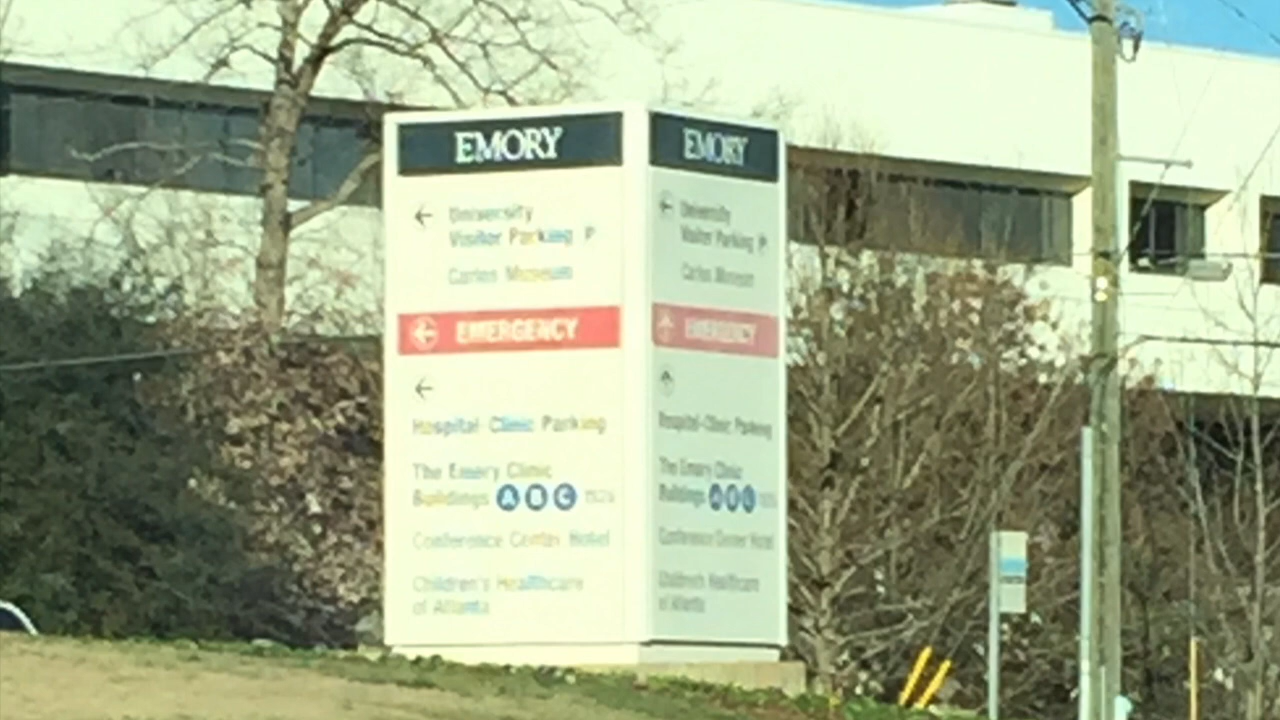 EMORY
University
Visitor Parking P
Carlos Museum
EMERGENCY
Hospital-Clinic Parking
The Emory Clinic
Buildings A B C 1525
Conference Center Hotel
Children's Healthcare
of Atlanta
EMORY
University
Visitor Parking P
Carlos Museum
EMERGENCY
Hospital-Clinic Parking
The Emory Clinic
Buildings A B C
Conference Center Hotel
Children's Healthcare
of Atlanta